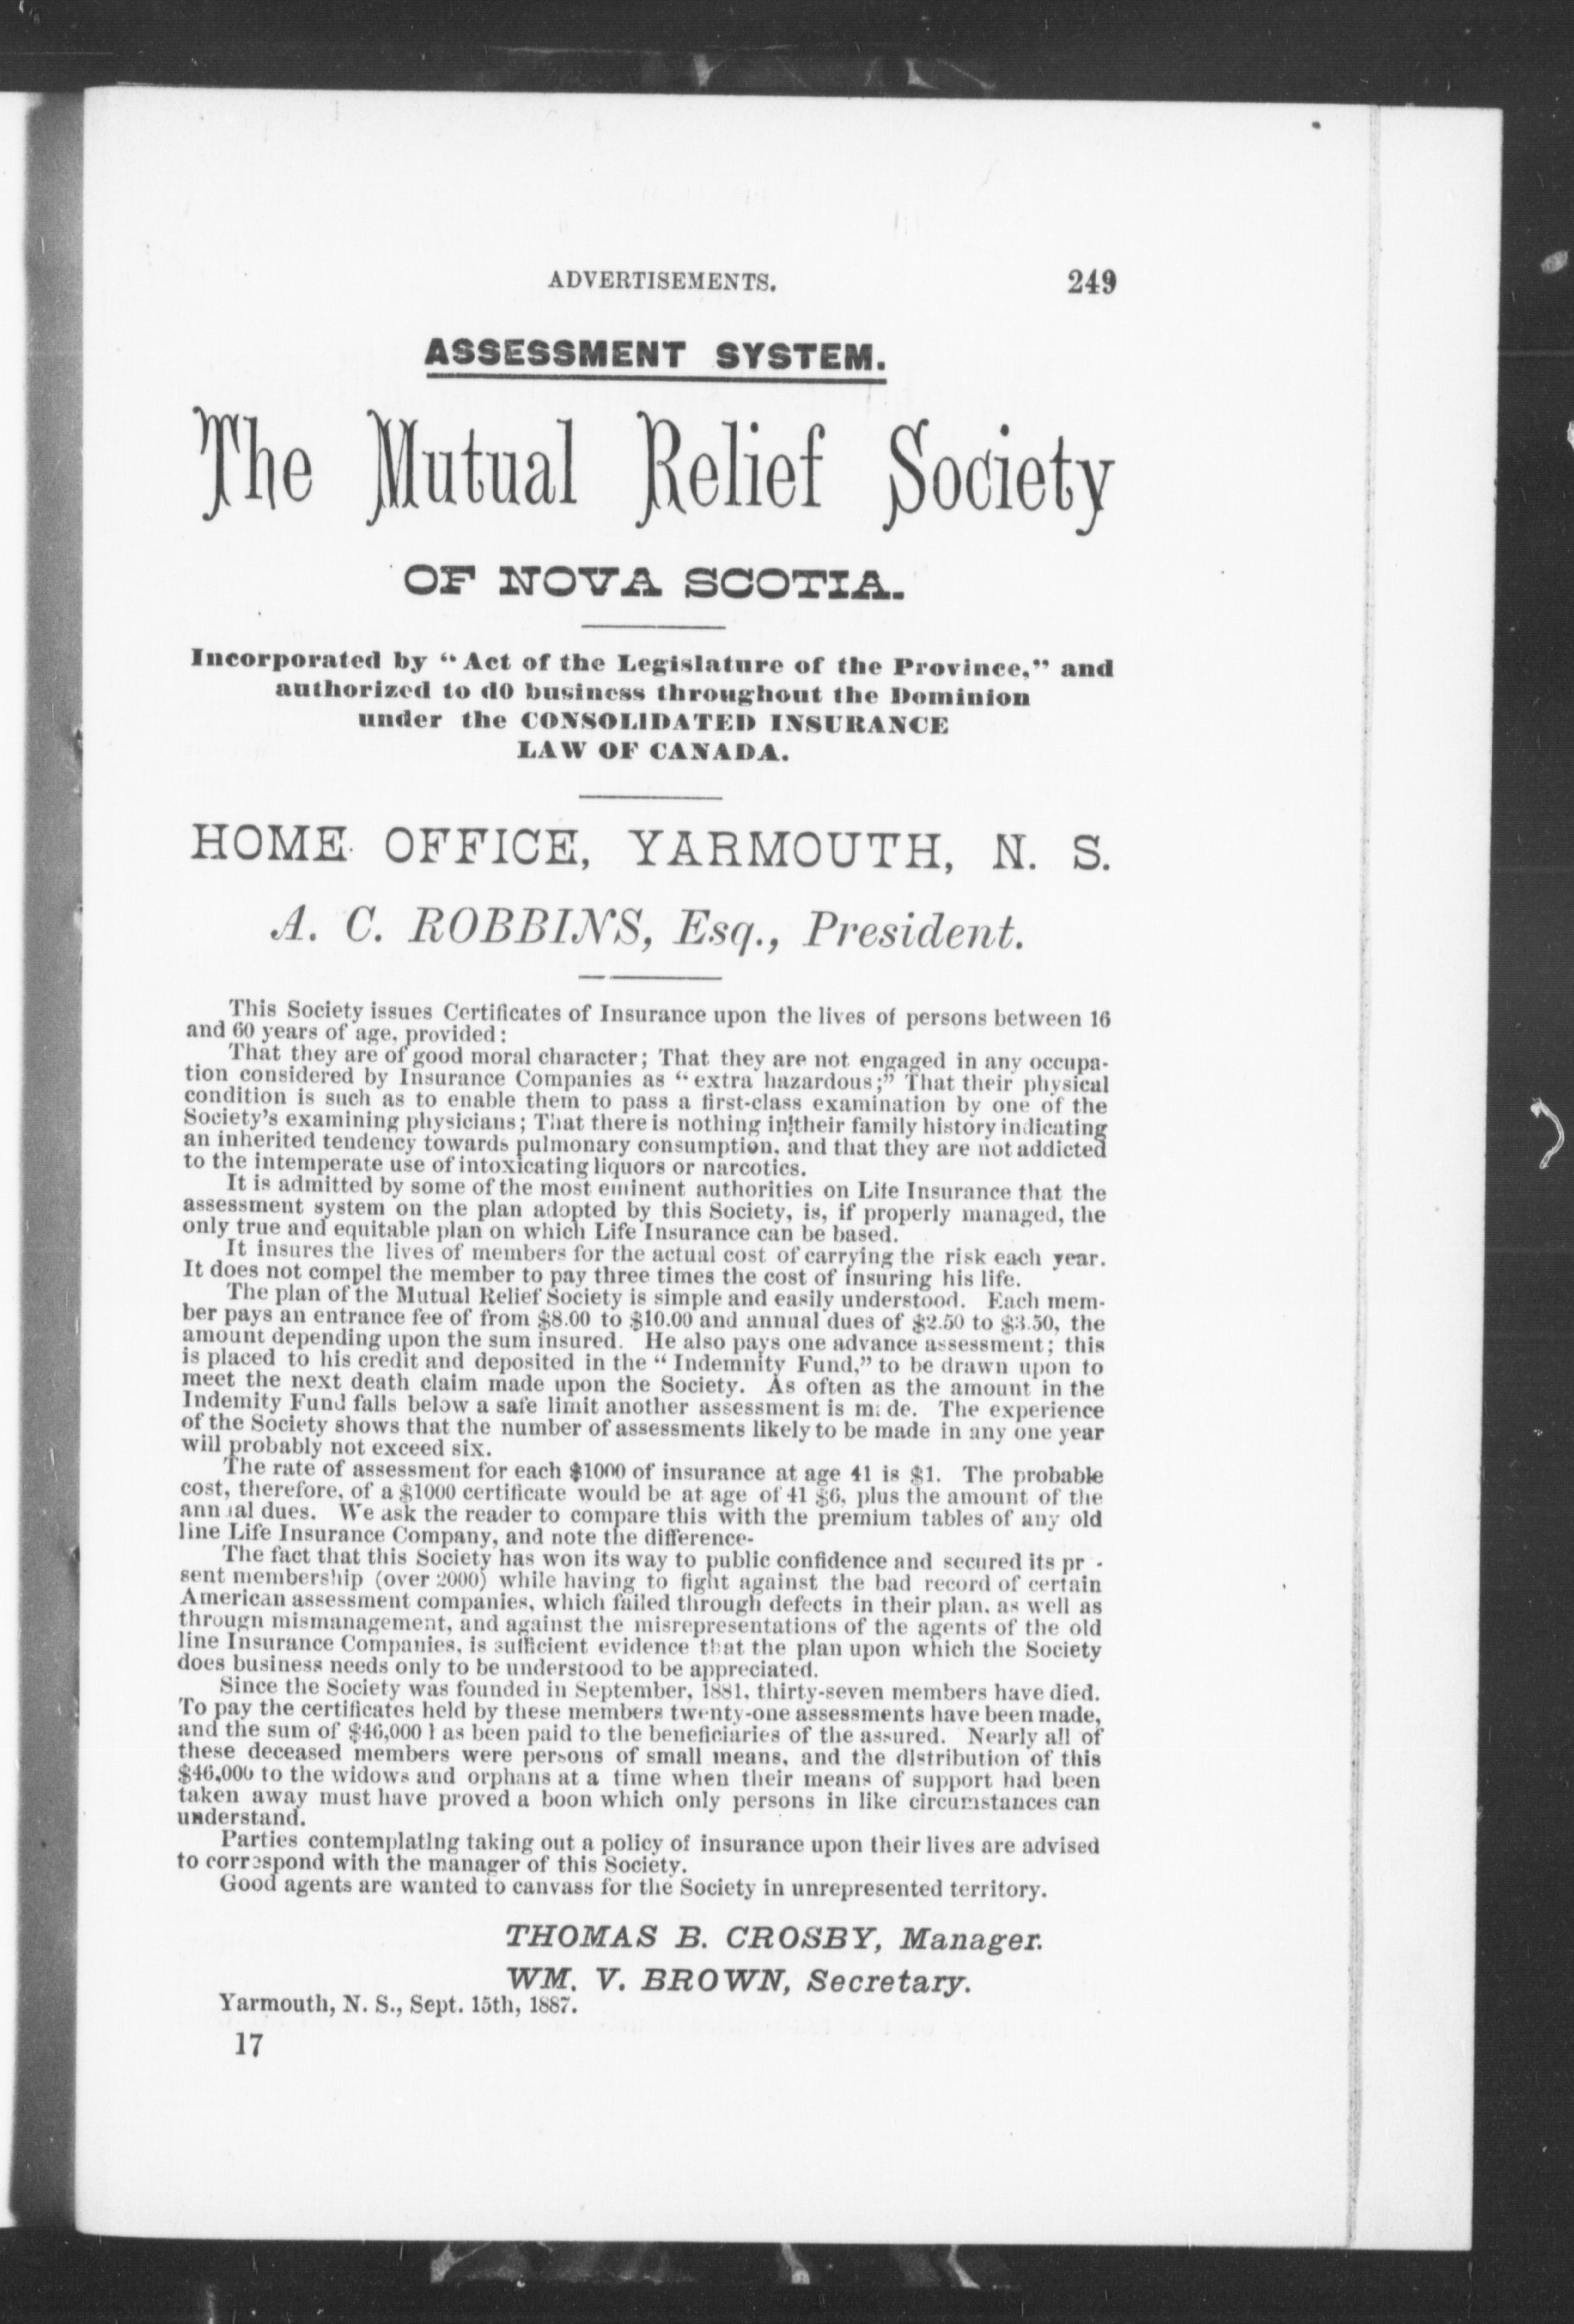 ADVERTISEMENTS. 249
ASSESSMENT SYSTEM.
The Mutual Relief Society
OF NOVA SCOTIA.
Incorporated by “Act of the Legislature of the Province,” and
authorized to dO business throughout the Dominion
under the CONSOLIDATED INSURANCE
LAW OF CANADA.
HOME OFFICE, YARMOUTH, N. S.
A. C. ROBBINS, Esq., President.
This Society issues Certificates of Insurance upon the lives of persons between 16
and 60 years of age, provided:
That they are of good moral character; That they are not engaged in any occupa-
tion considered by Insurance Companies as “extra hazardous;” That their physical
condition is such as to enable them to pass a first-class examination by one of the
Society’s examining physicians; That there is nothing in!their family history indicating
an inherited tendency towards pulmonary consumption, and that they are not addicted
to the intemperate use of intoxicating liquors or narcotics.
It is admitted by some of the most eminent authorities on Life Insurance that the
assessment system on the plan adopted by this Society, is, if properly managed, the
only true and equitable plan on which Life Insurance can be based.
It insures the lives of members for the actual cost of carrying the risk each year.
It does not compel the member to pay three times the cost of insuring his life.
The plan of the Mutual Relief Society is simple and easily understood. Each mem-
ber pays an entrance fee of from $8.00 to $10.00 and annual dues of $2.50 to $3.50, the
amount depending upon the sum insured. He also pays one advance assessment; this
is placed to his credit and deposited in the “Indemnity Fund,” to be drawn upon to
meet the next death claim made upon the Society. As often as the amount in the
Indemity Fund falls below a safe limit another assessment is m de. The experience
of the Society shows that the number of assessments likely to be made in any one year
will probably not exceed six.
The rate of assessment for each $1000 of insurance at age 41 is $1. The probable
cost, therefore, of a $1000 certificate would be at age of 41 $6, plus the amount of the
ann al dues. We ask the reader to compare this with the premium tables of any old
line Life Insurance Company, and note the difference-
The fact that this Society has won its way to public confidence and secured its pr -
sent membership (over 2000) while having to fight against the bad record of certain
American assessment companies, which failed through defects in their plan, as well as
through mismanagement, and against the misrepresentations of the agents of the old
line Insurance Companies, is sufficient evidence that the plan upon which the Society
does business needs only to be understood to be appreciated.
Since the Society was founded in September, 1881, thirty-seven members have died.
To pay the certificates held by these members twenty-one assessments have been made,
and the sum of $46,000 has been paid to the beneficiaries of the assured. Nearly all of
these deceased members were persons of small means, and the distribution of this
$46,000 to the widows and orphans at a time when their means of support had been
taken away must have proved a boon which only persons in like circumstances can
understand.
Parties contemplating taking out a policy of insurance upon their lives are advised
to correspond with the manager of this Society.
Good agents are wanted to canvass for the Society in unrepresented territory.
THOMAS B. CROSBY, Manager.
WM. V. BROWN, Secretary.
Yarmouth, N. S., Sept. 15th, 1887.
17